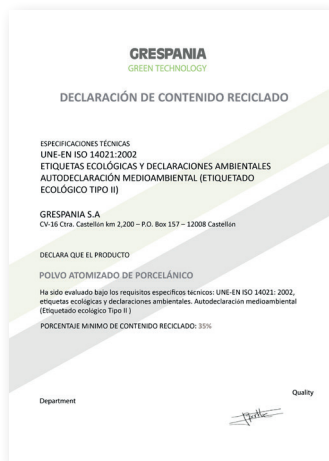 GRESPANIA
GREEN TECHNOLOGY
DECLARACIÓN DE CONTENIDO RECICLADO
ESPECIFICACIONES TÉCNICAS
UNE-EN ISO 14021:2002
ETIQUETAS ECOLÓGICAS Y DECLARACIONES AMBIENTALES
AUTODECLARACIÓN MEDIOAMBIENTAL (ETIQUETADO
ECOLÓGICO TIPO II)
GRESPANIA S.A
CV-16 Ctra. Castellón km 2,200 – P.O. Box 157 – 12008 Castellon
DECLARA QUE EL PRODUCTO
POLVO ATOMIZADO DE PORCELÁNICO
Ha sido evaluado bajo los requisitos específicos técnicos: UNE-EN ISO 14021: 2002,
etiquetas ecológicas y declaraciones ambientales. Autodeclaración medioambiental
(Etiquetado ecológico Tipo II )
PORCENTAJE MINIMO DE CONTENIDO RECICLADO: 35%
Quality
Department